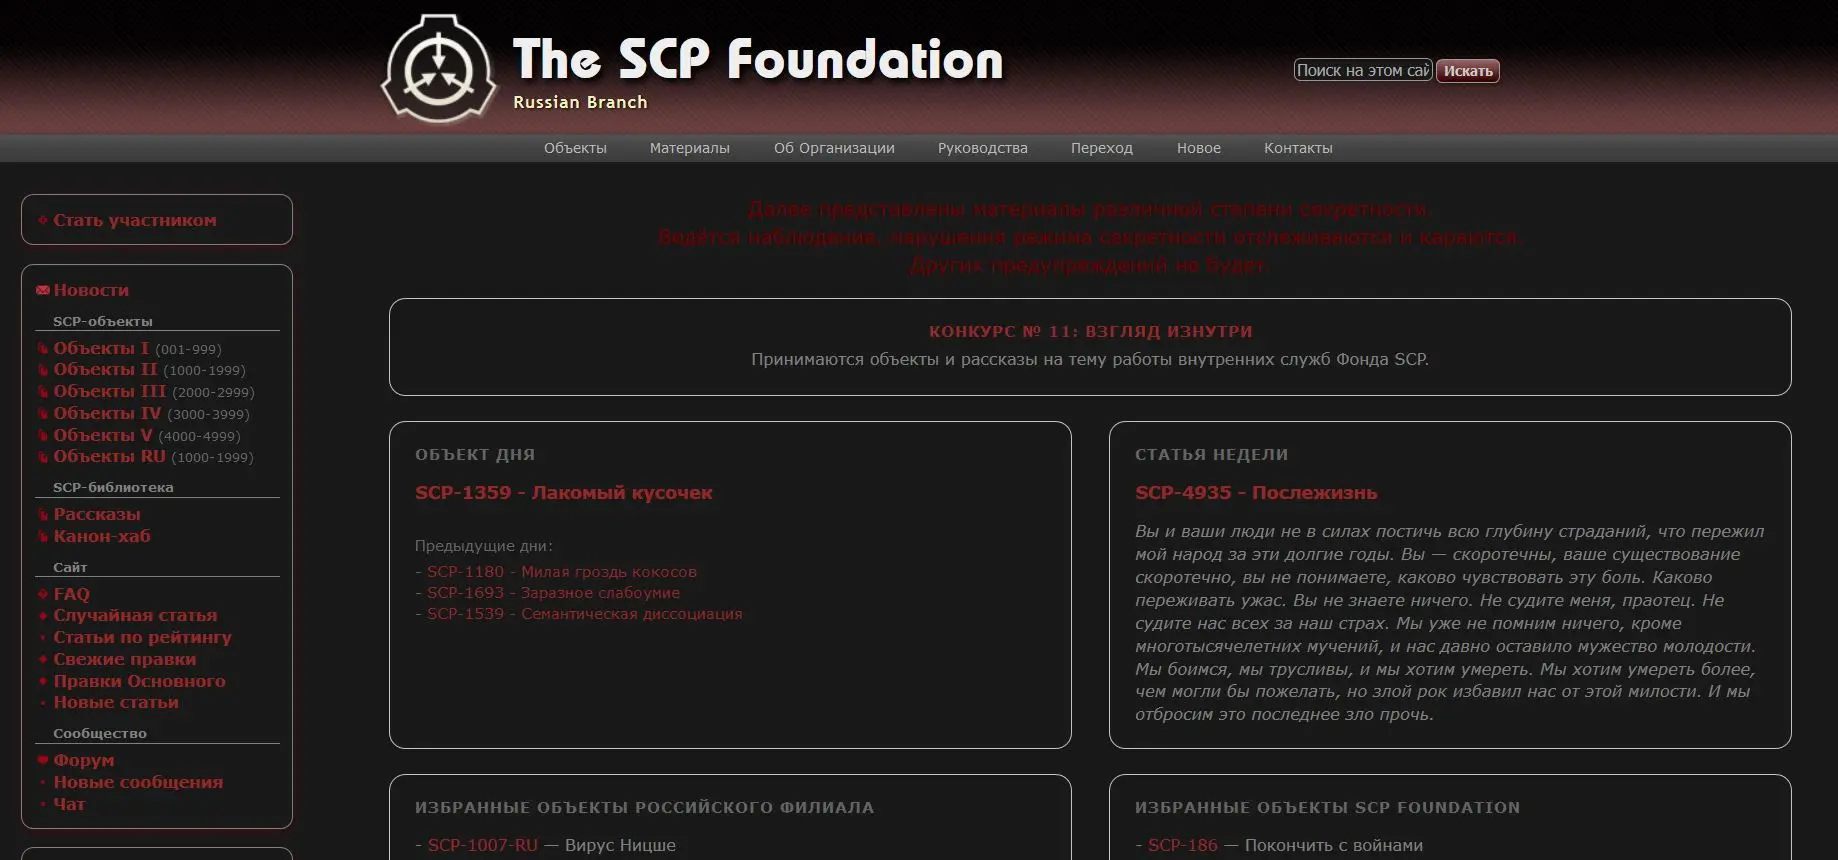 The SCP Foundation
Russian Branch
Поиск на этом сай
Искать
Объекты Материалы Об Организации Руководства Переход Новое Контакты
Стать участником
Новости
SCP-объекты
Объекты I (001-999)
Объекты II (1000-1999)
Объекты III (2000-2999)
Объекты IV (3000-3999)
Объекты V (4000-4999)
Объекты RU (1000-1999)
SCP-библиотека
Рассказы
Канон-хаб
Сайт
FAQ
Случайная статья
Статьи по рейтингу
Свежие правки
Правки Основного
Новые статьи
Сообщество
Форум
Новые сообщения
Чат
Далее представлены материалы различной степени секретности.
Ведётся наблюдение, нарушения режима секретности отслеживаются и караются.
Других предупреждений не будет.
КОНКУРС № 11: ВЗГЛЯД ИЗНУТРИ
Принимаются объекты и рассказы на тему работы внутренних служб Фонда SCP.
ОБЪЕКТ ДНЯ
SCP-1359 - Лакомый кусочек
Предыдущие дни:
- SCP-1180 - Милая гроздь кокосов
- SCP-1693 - Заразное слабоумие
- SCP-1539 - Семантическая диссоциация
СТАТЬЯ НЕДЕЛИ
SCP-4935 - Послежизнь
Вы и ваши люди не в силах постичь всю глубину страданий, что пережил
мой народ за эти долгие годы. Вы — скоротечны, ваше существование
скоротечно, вы не понимаете, каково чувствовать эту боль. Каково
переживать ужас. Вы не знаете ничего. Не судите меня, праотец. Не
судите нас всех за наш страх. Мы уже не помним ничего, кроме
многотысячелетних мучений, и нас давно оставило мужество молодости.
Мы боимся, мы трусливы, и мы хотим умереть. Мы хотим умереть более,
чем могли бы пожелать, но злой рок избавил нас от этой милости. И мы
отбросим это последнее зло прочь.
ИЗБРАННЫЕ ОБЪЕКТЫ РОССИЙСКОГО ФИЛИАЛА
- SCP-1007-RU — Вирус Ницше
ИЗБРАННЫЕ ОБЪЕКТЫ SCP FOUNDATION
- SCP-186 — Покончить с войнами